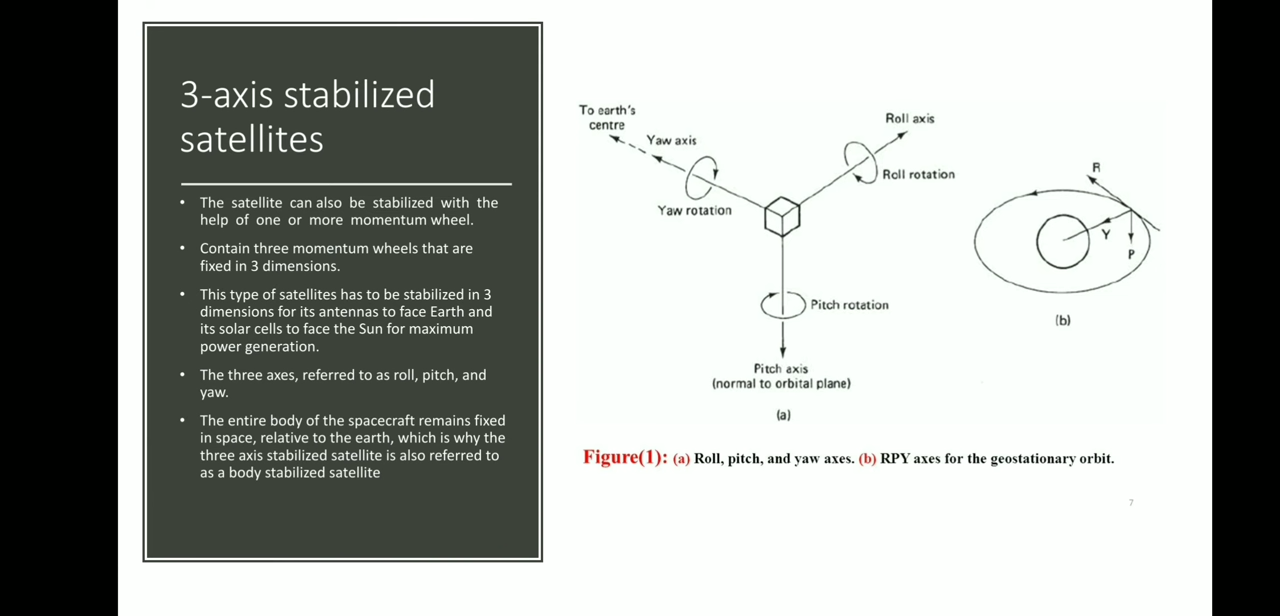 3-axis stabilized
satellites
• The satellite can also be stabilized with the
help of one or more momentum wheel.
• Contain three momentum wheels that are
fixed in 3 dimensions.
• This type of satellites has to be stabilized in 3
dimensions for its antennas to face Earth and
its solar cells to face the Sun for maximum
power generation.
• The three axes, referred to as roll, pitch, and
yaw.
• The entire body of the spacecraft remains fixed
in space, relative to the earth, which is why the
three axis stabilized satellite is also referred to
as a body stabilized satellite
To earth's
centre
Yaw axis
Yaw rotation
Roll axis
Roll rotation
Pitch rotation
Pitch axis
(normal to orbital plane)
(a)
R
Y
P
(b)
Figure(1): (a) Roll, pitch, and yaw axes. (b) RPY axes for the geostationary orbit.
7